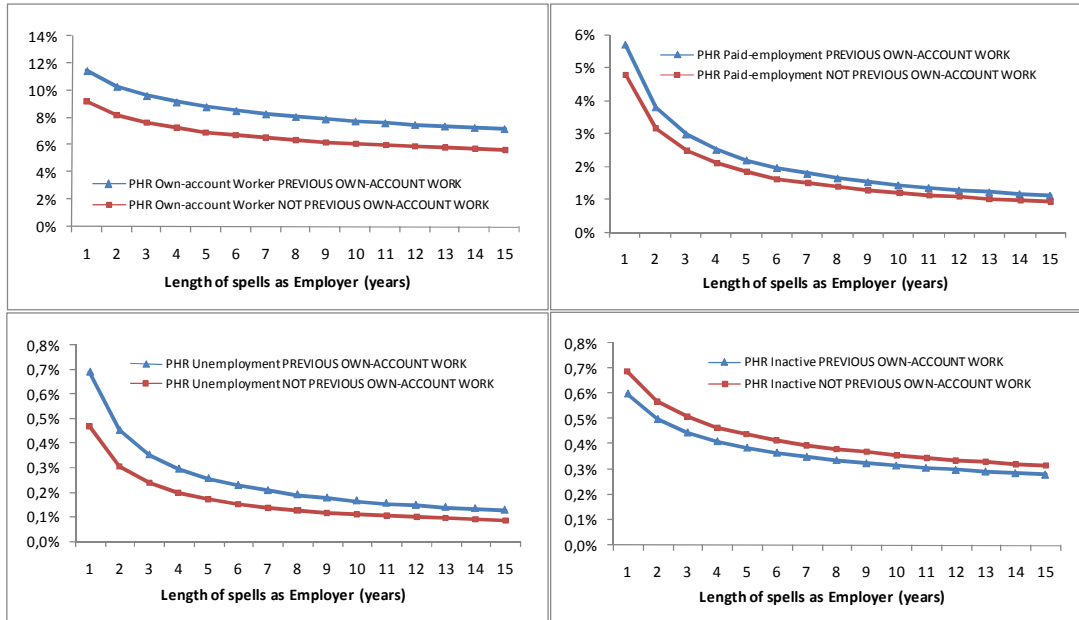 14%
12%
10%
8%
6%
4%
2%
0%
PHR Own-account Worker PREVIOUS OWN-ACCOUNT WORK
PHR Own-account Worker NOT PREVIOUS OWN-ACCOUNT WORK
1 2 3 4 5 6 7 8 9 10 11 12 13 14 15
Length of spells as Employer (years)
6%
5%
4%
3%
2%
1%
0%
PHR Paid-employment PREVIOUS OWN-ACCOUNT WORK
PHR Paid-employment NOT PREVIOUS OWN-ACCOUNT WORK
1 2 3 4 5 6 7 8 9 10 11 12 13 14 15
Length of spells as Employer (years)
0,8%
0,7%
0,6%
0,5%
0,4%
0,3%
0,2%
0,1%
0,0%
PHR Unemployment PREVIOUS OWN-ACCOUNT WORK
PHR Unemployment NOT PREVIOUS OWN-ACCOUNT WORK
1 2 3 4 5 6 7 8 9 10 11 12 13 14 15
Length of spells as Employer (years)
0,8%
0,7%
0,6%
0,5%
0,4%
0,3%
0,2%
0,1%
0,0%
PHR Inactive PREVIOUS OWN-ACCOUNT WORK
PHR Inactive NOT PREVIOUS OWN-ACCOUNT WORK
1 2 3 4 5 6 7 8 9 10 11 12 13 14 15
Length of spells as Employer (years)